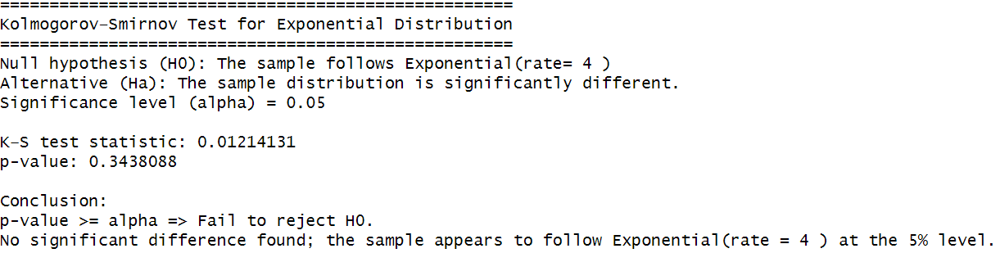 ====================================================
Kolmogorov-Smirnov Test for Exponential Distribution
====================================================
Null hypothesis (H0): The sample follows Exponential(rate= 4 )
Alternative (Ha): The sample distribution is significantly different.
Significance level (alpha) = 0.05
K-S test statistic: 0.01214131
p-value: 0.3438088
Conclusion:
p-value >= alpha => Fail to reject H0.
No significant difference found; the sample appears to follow Exponential(rate = 4 ) at the 5% level.